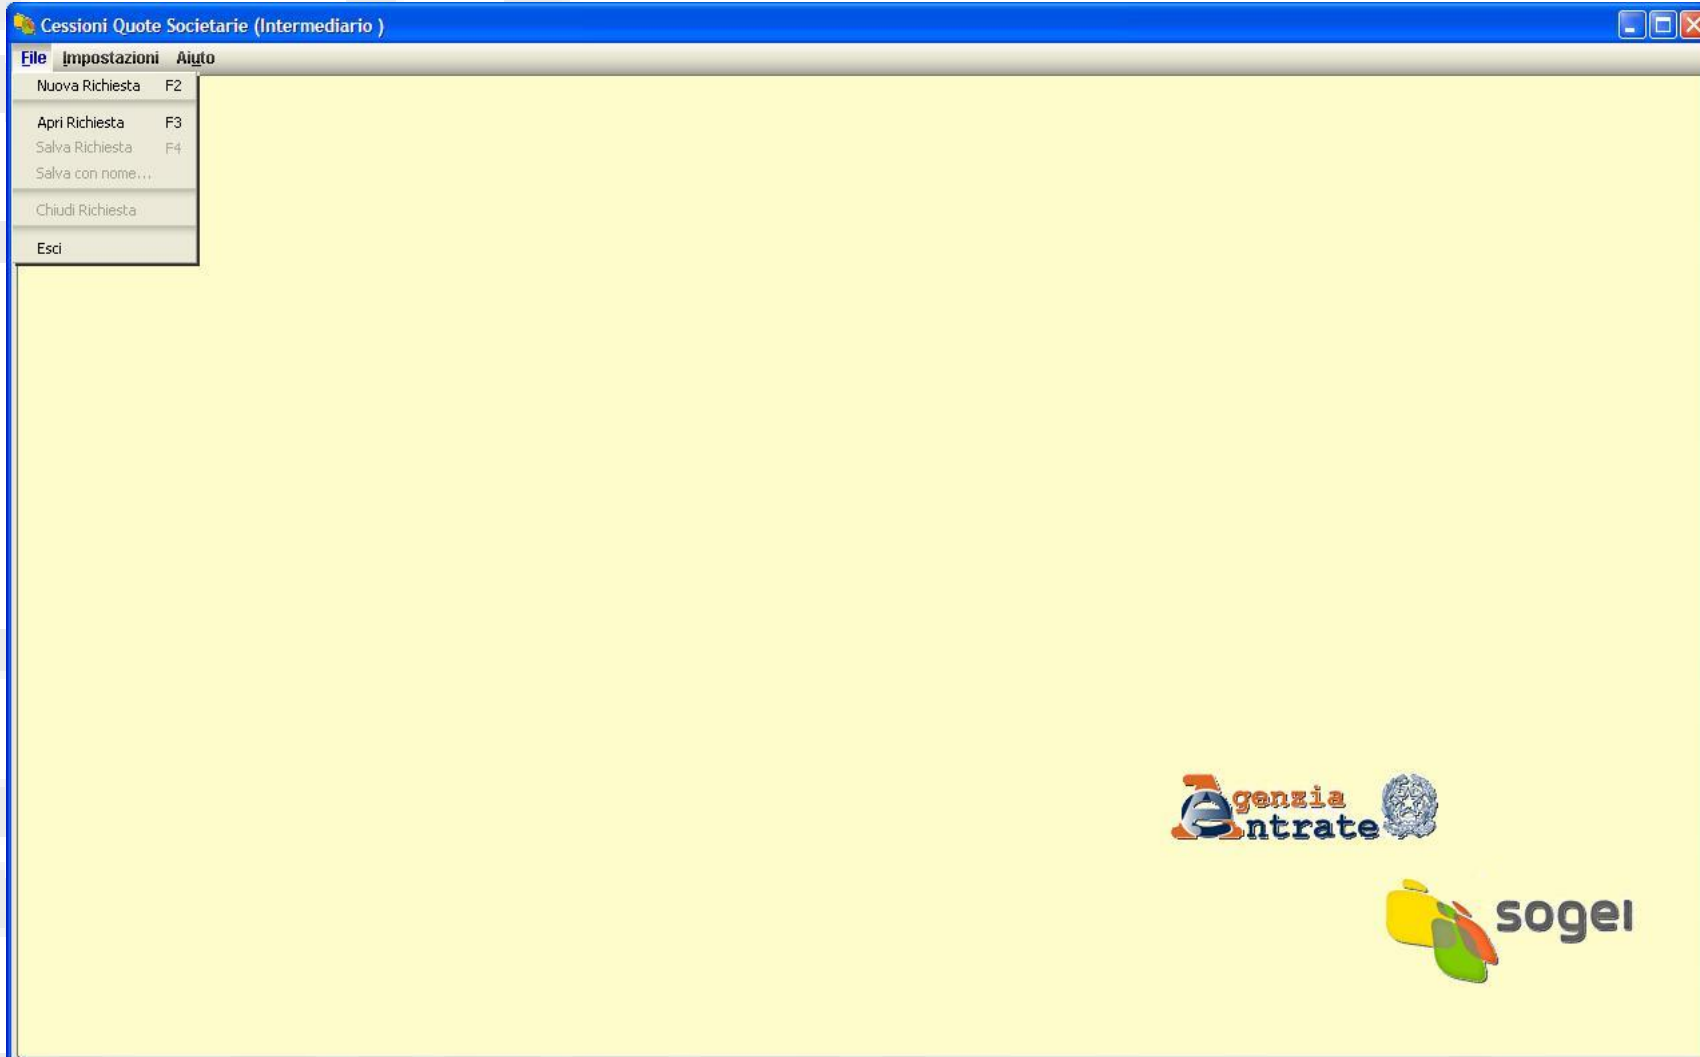 Cessioni Quote Societarie (Intermediario )
File Impostazioni Aiuto
Nuova Richiesta F2
Apri Richiesta F3
Salva Richiesta F4
Salva con nome...
Chiudi Richiesta
Esci
Agenzia
Entrate
sogei